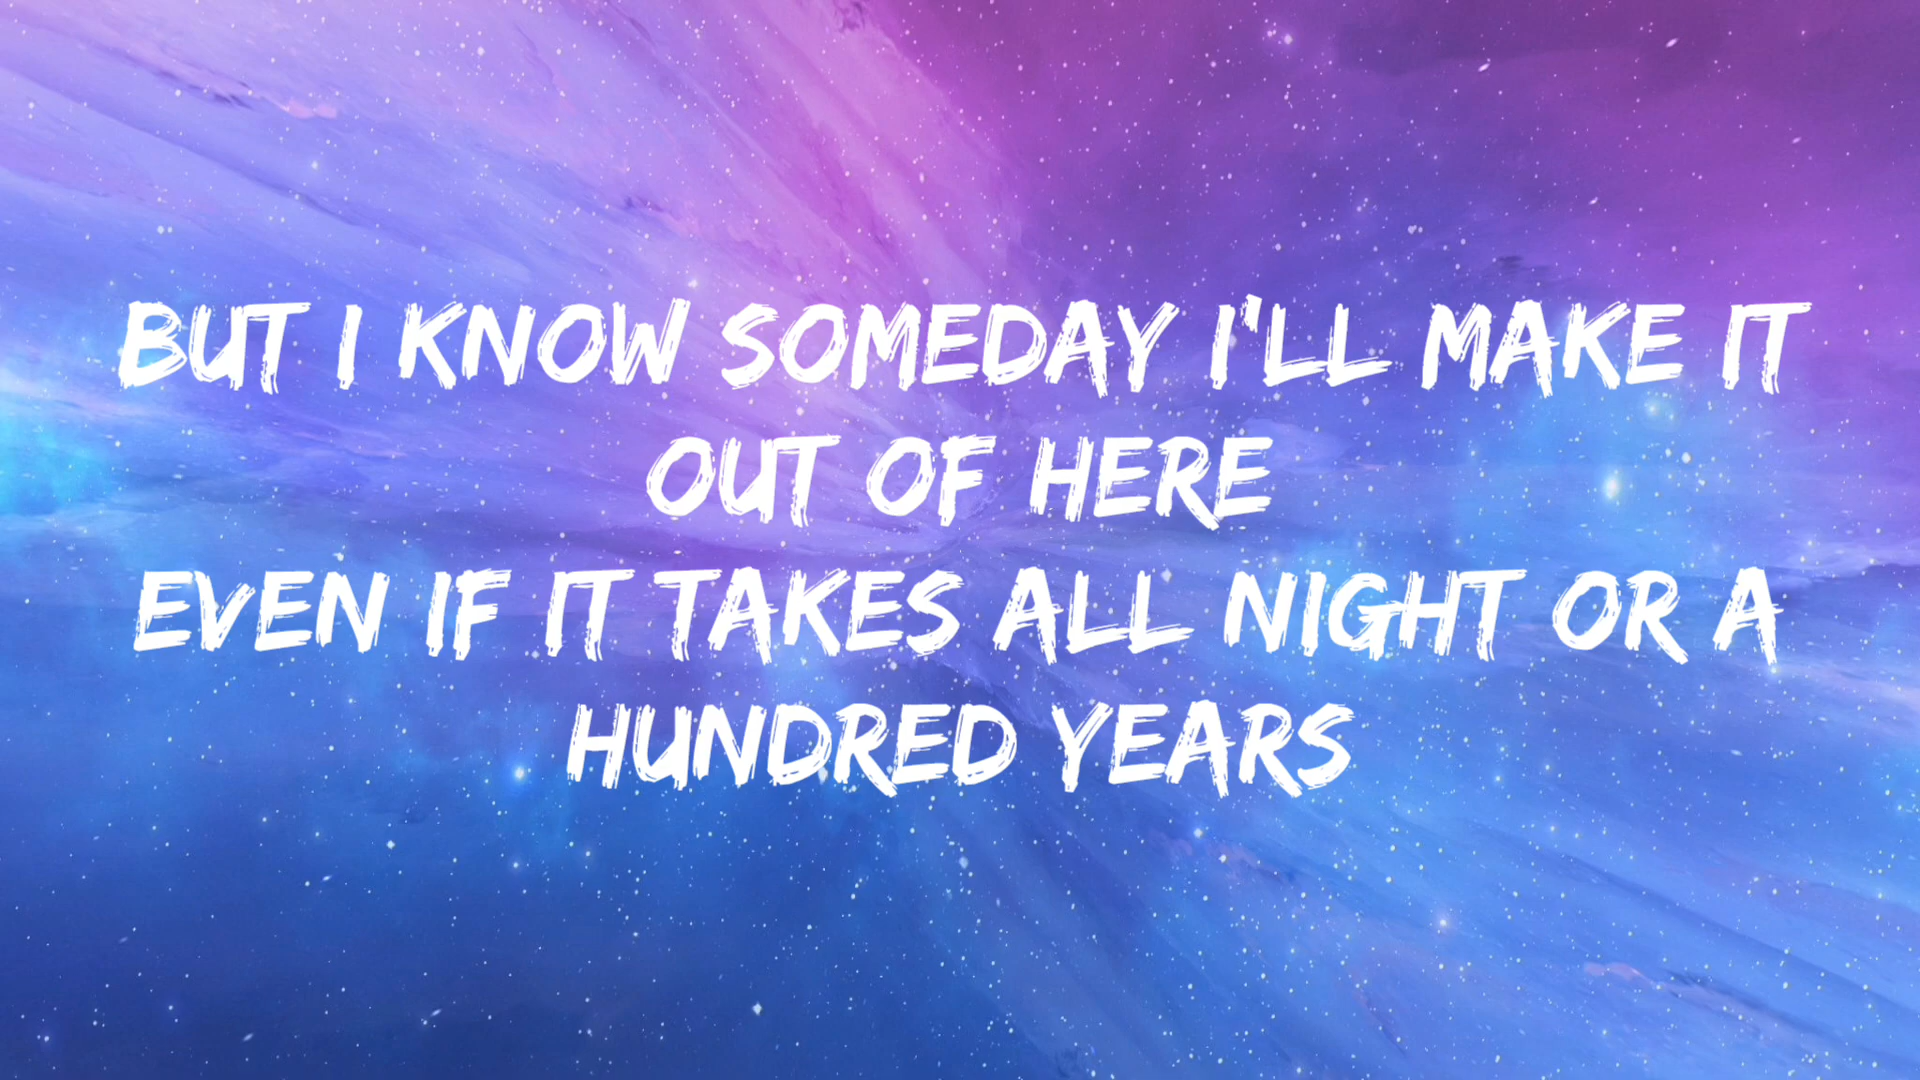 BUT I KNOW SOMEDAY I'LL MAKE IT
OUT OF HERE
EVEN IF IT TAKES ALL NIGHT OR A
HUNDRED YEARS